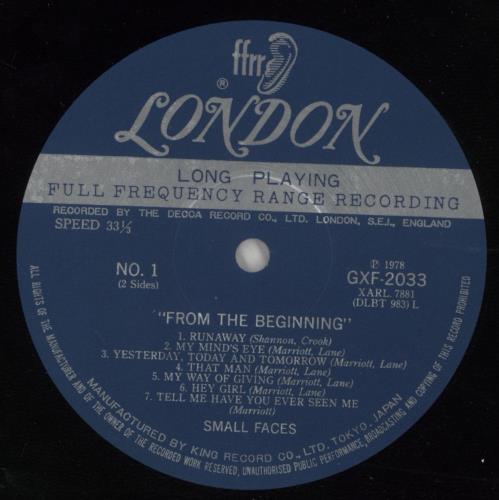 ffrr
®
LONDON
LONG PLAYING
FULL FREQUENCY RANGE RECORDING
RECORDED BY THE DECCA RECORD CO., LTD. LONDON, S.E.I., ENGLAND
SPEED 33⅓
NO. 1
(2 Sides)
Ⓟ 1978
GXF-2033
XARL. 7881
(DLBT 983) L
"FROM THE BEGINNING"
1. RUNAWAY (Shannon, Crook)
2. MY MIND'S EYE (Marriott, Lane)
3. YESTERDAY, TODAY AND TOMORROW (Marriott, Lane)
4. THAT MAN (Marriott, Lane)
5. MY WAY OF GIVING (Marriott, Lane)
6. HEY GIRL (Marriott, Lane)
7. TELL ME HAVE YOU EVER SEEN ME
(Marriott)
SMALL FACES
MANUFACTURED BY KING RECORD CO., LTD. TOKYO, JAPAN
ALL RIGHTS OF THE MANUFACTURER AND OF THE OWNER OF THE RECORDED WORK RESERVED, UNAUTHORISED PUBLIC PERFORMANCE, BROADCASTING AND COPYING OF THIS RECORD PROHIBITED